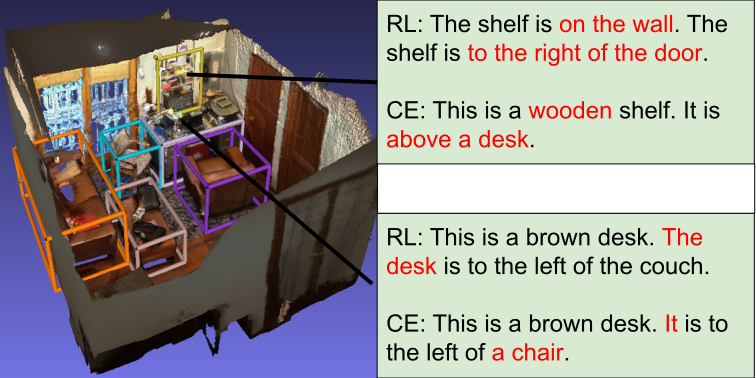 RL: The shelf is on the wall. The
shelf is to the right of the door.
CE: This is a wooden shelf. It is
above a desk.
RL: This is a brown desk. The
desk is to the left of the couch.
CE: This is a brown desk. It is to
the left of a chair.